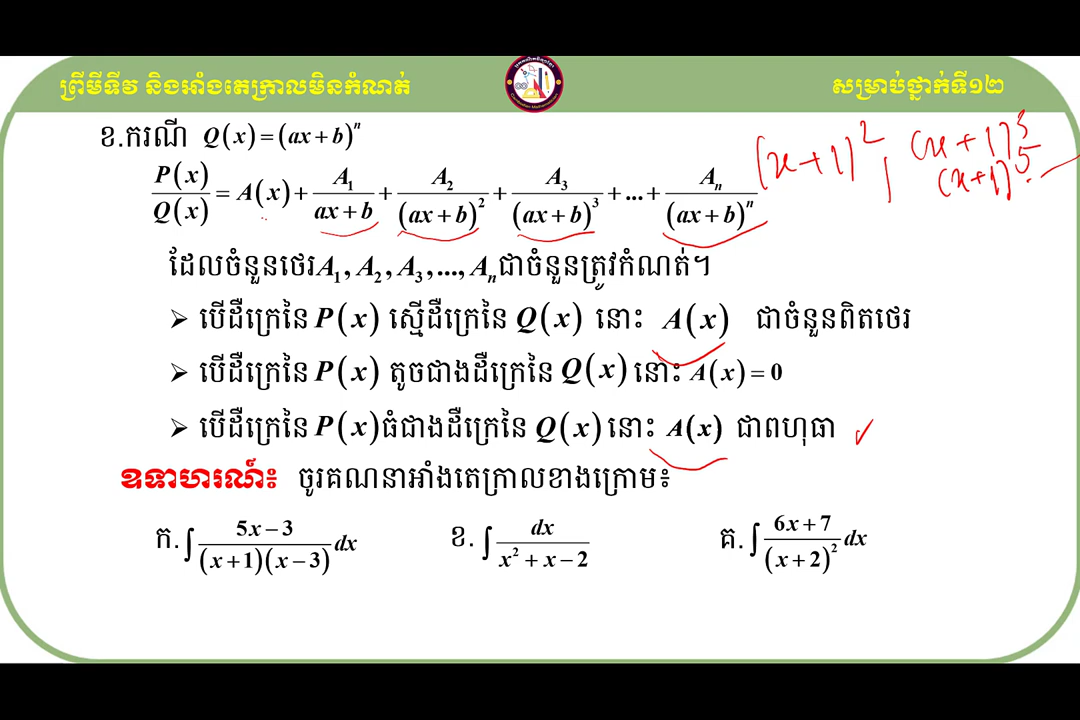 ព្រីមីទីវ និងអាំងតេក្រាលមិនកំណត់
សម្រាប់ថ្នាក់ទី១២
ខ.ករណី Q(x)=(ax+b)^n
(x+1)^2
(x+1)^3
(x+1)^5
P(x)/Q(x) = A(x) + A₁/(ax+b) + A₂/(ax+b)^2 + A₃/(ax+b)^3 + ... + Aₙ/(ax+b)^n
ដែលចំនួនថេរA₁, A₂, A₃,..., Aₙជាចំនួនត្រូវកំណត់។
➢ បើដឺក្រេនៃ P(x) ស្មើដឺក្រេនៃ Q(x) នោះ A(x) ជាចំនួនពិតថេរ
➢ បើដឺក្រេនៃ P(x) តូចជាងដឺក្រេនៃ Q(x) នោះ A(x) = 0
➢ បើដឺក្រេនៃ P(x)ធំជាងដឺក្រេនៃ Q(x) នោះ A(x) ជាពហុធា ✓
ឧទាហរណ៍៖ ចូរគណនាអាំងតេក្រាលខាងក្រោម៖
ក. ∫ (5x−3)/((x+1)(x−3)) dx ខ. ∫ dx/(x^2+x−2) គ. ∫ (6x+7)/(x+2)^2 dx